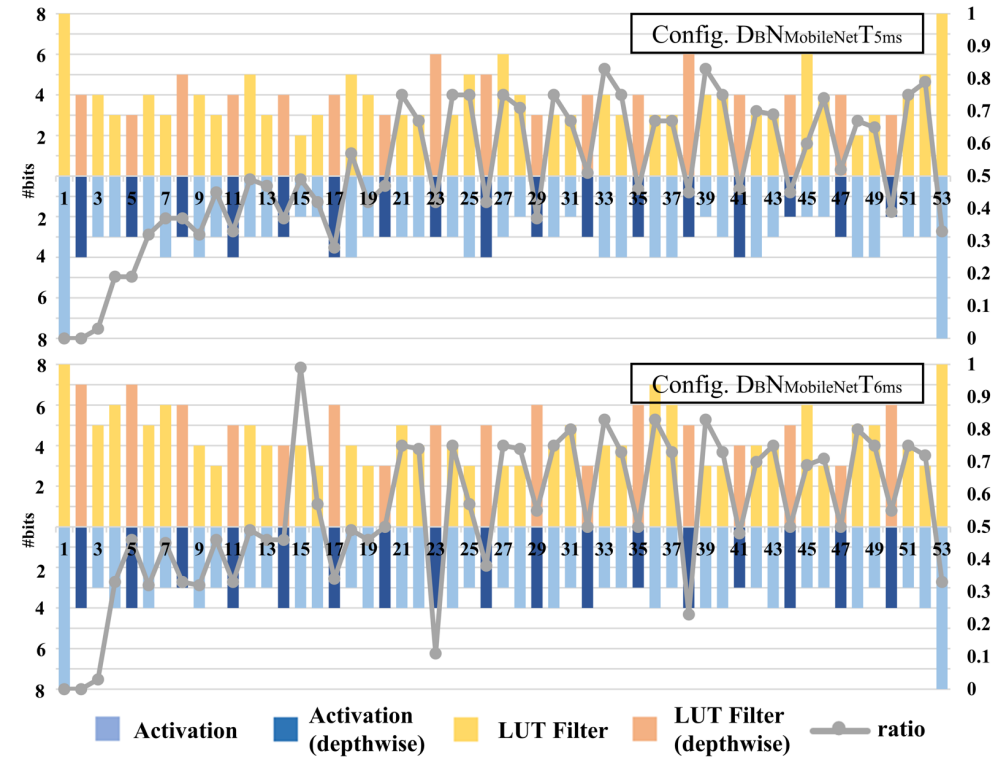 8 1
Config. DBNMobileNetT5ms
0.9
6 0.8
0.7
4 0.6
2 0.5
#bits
1 3 5 7 9 11 13 15 17 19 21 23 25 27 29 31 33 35 37 39 41 43 45 47 49 51 53
2 0.4
0.3
4 0.2
6 0.1
8 0
8 1
Config. DBNMobileNetT6ms
0.9
6 0.8
0.7
4 0.6
2 0.5
#bits
1 3 5 7 9 11 13 15 17 19 21 23 25 27 29 31 33 35 37 39 41 43 45 47 49 51 53
2 0.4
0.3
4 0.2
6 0.1
8 0
Activation
Activation
(depthwise)
LUT Filter
LUT Filter
(depthwise)
ratio